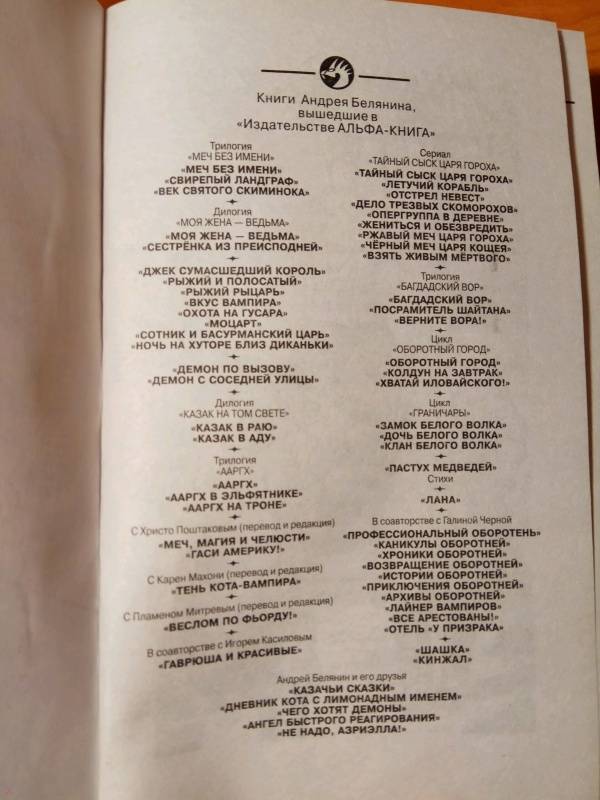 Книги Андрея Белянина,
вышедшие в
«Издательстве АЛЬФА-КНИГА»
Трилогия
«МЕЧ БЕЗ ИМЕНИ»
«МЕЧ БЕЗ ИМЕНИ»
«СВИРЕПЫЙ ЛАНДГРАФ»
«ВЕК СВЯТОГО СКИМИНОКА»
Дилогия
«МОЯ ЖЕНА — ВЕДЬМА»
«МОЯ ЖЕНА — ВЕДЬМА»
«СЕСТРЁНКА ИЗ ПРЕИСПОДНЕЙ»
«ДЖЕК СУМАСШЕДШИЙ КОРОЛЬ»
«РЫЖИЙ И ПОЛОСАТЫЙ»
«РЫЖИЙ РЫЦАРЬ»
«ВКУС ВАМПИРА»
«ОХОТА НА ГУСАРА»
«МОЦАРТ»
«СОТНИК И БАСУРМАНСКИЙ ЦАРЬ»
«НОЧЬ НА ХУТОРЕ БЛИЗ ДИКАНЬКИ»
«ДЕМОН ПО ВЫЗОВУ»
«ДЕМОН С СОСЕДНЕЙ УЛИЦЫ»
Дилогия
«КАЗАК НА ТОМ СВЕТЕ»
«КАЗАК В РАЮ»
«КАЗАК В АДУ»
Трилогия
«ААРГХ»
«ААРГХ»
«ААРГХ В ЭЛЬФЯТНИКЕ»
«ААРГХ НА ТРОНЕ»
С Христо Поштаковым (перевод и редакция)
«МЕЧ, МАГИЯ И ЧЕЛЮСТИ»
«ГАСИ АМЕРИКУ!»
С Карен Махони (перевод и редакция)
«ТЕНЬ КОТА-ВАМПИРА»
С Пламеном Митревым (перевод и редакция)
«ВЕСЛОМ ПО ФЬОРДУ!»
В соавторстве с Игорем Касиловым
«ГАВРЮША И КРАСИВЫЕ»
Сериал
«ТАЙНЫЙ СЫСК ЦАРЯ ГОРОХА»
«ТАЙНЫЙ СЫСК ЦАРЯ ГОРОХА»
«ЛЕТУЧИЙ КОРАБЛЬ»
«ОТСТРЕЛ НЕВЕСТ»
«ДЕЛО ТРЕЗВЫХ СКОМОРОХОВ»
«ОПЕРГРУППА В ДЕРЕВНЕ»
«ЖЕНИТЬСЯ И ОБЕЗВРЕДИТЬ»
«РЖАВЫЙ МЕЧ ЦАРЯ ГОРОХА»
«ЧЁРНЫЙ МЕЧ ЦАРЯ КОЩЕЯ»
«ВЗЯТЬ ЖИВЫМ МЁРТВОГО»
Трилогия
«БАГДАДСКИЙ ВОР»
«БАГДАДСКИЙ ВОР»
«ПОСРАМИТЕЛЬ ШАЙТАНА»
«ВЕРНИТЕ ВОРА!»
Цикл
«ОБОРОТНЫЙ ГОРОД»
«ОБОРОТНЫЙ ГОРОД»
«КОЛДУН НА ЗАВТРАК»
«ХВАТАЙ ИЛОВАЙСКОГО!»
Цикл
«ГРАНИЧАРЫ»
«ЗАМОК БЕЛОГО ВОЛКА»
«ДОЧЬ БЕЛОГО ВОЛКА»
«КЛАН БЕЛОГО ВОЛКА»
«ПАСТУХ МЕДВЕДЕЙ»
Стихи
«ЛАНА»
В соавторстве с Галиной Черной
«ПРОФЕССИОНАЛЬНЫЙ ОБОРОТЕНЬ»
«КАНИКУЛЫ ОБОРОТНЕЙ»
«ХРОНИКИ ОБОРОТНЕЙ»
«ВОЗВРАЩЕНИЕ ОБОРОТНЕЙ»
«ИСТОРИИ ОБОРОТНЕЙ»
«ПРИКЛЮЧЕНИЯ ОБОРОТНЕЙ»
«АРХИВЫ ОБОРОТНЕЙ»
«ЛАЙНЕР ВАМПИРОВ»
«ВСЕ АРЕСТОВАНЫ!»
«ОТЕЛЬ «У ПРИЗРАКА»
«ШАШКА»
«КИНЖАЛ»
Андрей Белянин и его друзья
«КАЗАЧЬИ СКАЗКИ»
«ДНЕВНИК КОТА С ЛИМОНАДНЫМ ИМЕНЕМ»
«ЧЕГО ХОТЯТ ДЕМОНЫ»
«АНГЕЛ БЫСТРОГО РЕАГИРОВАНИЯ»
«НЕ НАДО, АЗРИЭЛЛА!»